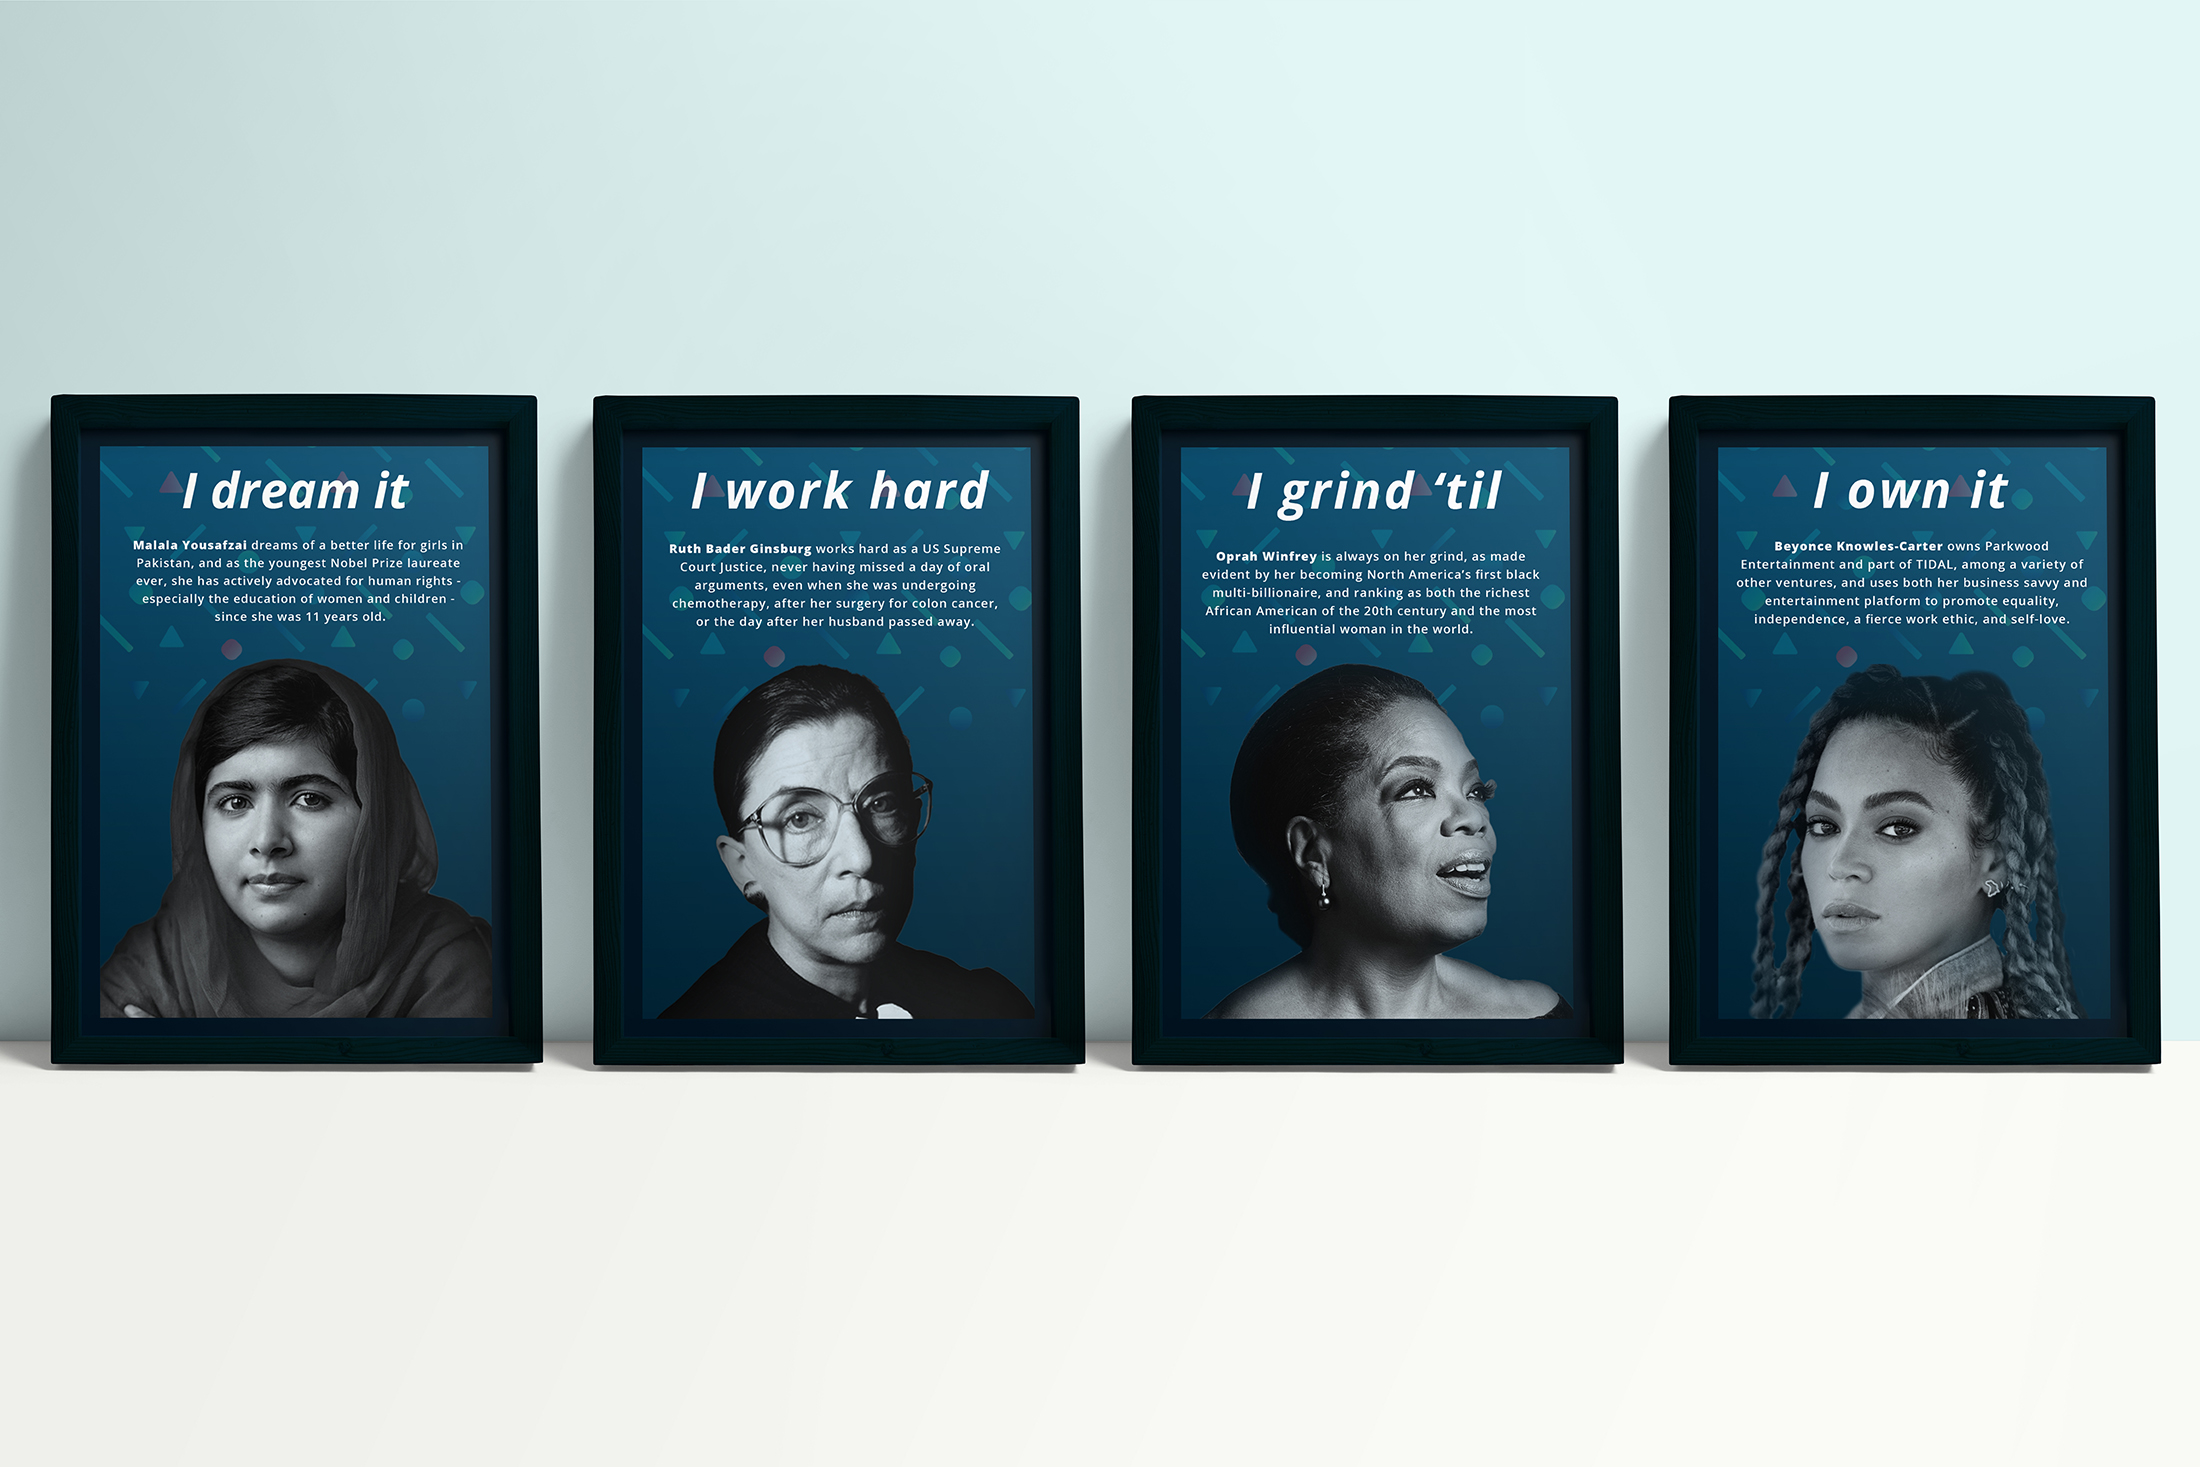 I dream it
Malala Yousafzai dreams of a better life for girls in
Pakistan, and as the youngest Nobel Prize laureate
ever, she has actively advocated for human rights -
especially the education of women and children -
since she was 11 years old.
I work hard
Ruth Bader Ginsburg works hard as a US Supreme
Court Justice, never having missed a day of oral
arguments, even when she was undergoing
chemotherapy, after her surgery for colon cancer,
or the day after her husband passed away.
I grind ‘til
Oprah Winfrey is always on her grind, as made
evident by her becoming North America’s first black
multi-billionaire, and ranking as both the richest
African American of the 20th century and the most
influential woman in the world.
I own it
Beyonce Knowles-Carter owns Parkwood
Entertainment and part of TIDAL, among a variety of
other ventures, and uses both her business savvy and
entertainment platform to promote equality,
independence, a fierce work ethic, and self-love.